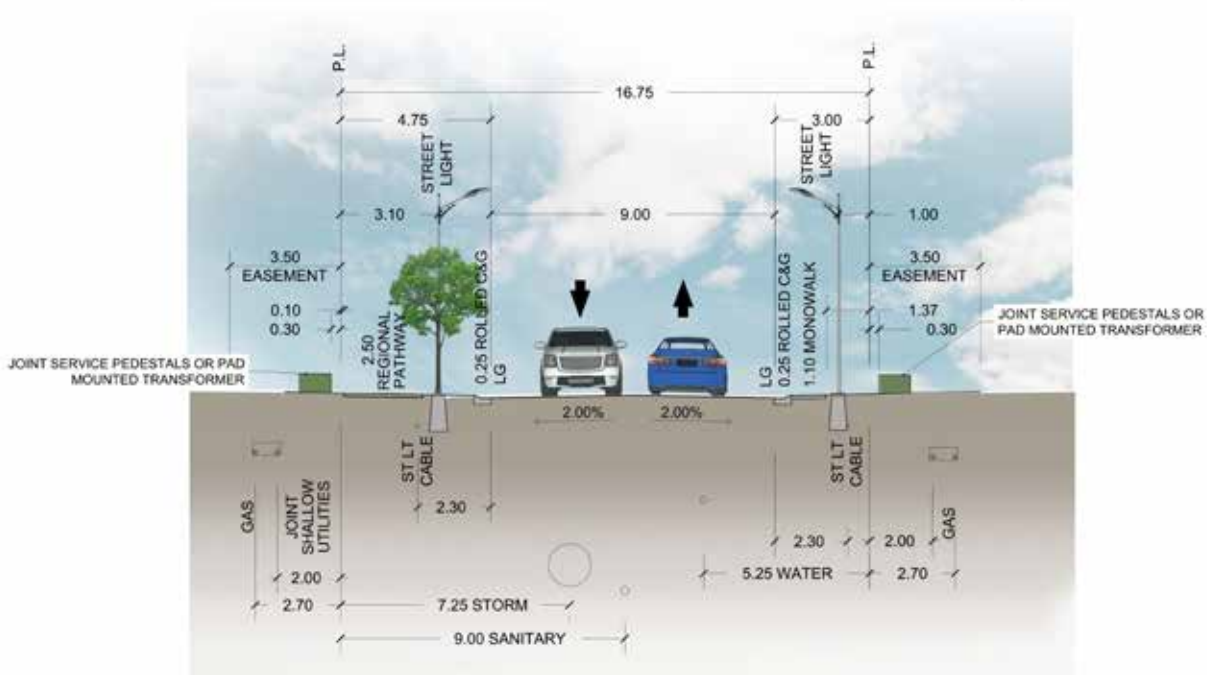 P.L.
P.L.
16.75
4.75
3.00
STREET
LIGHT
STREET
LIGHT
3.10
9.00
1.00
3.50
EASEMENT
3.50
EASEMENT
0.10
0.30
1.37
0.30
JOINT SERVICE PEDESTALS OR PAD
MOUNTED TRANSFORMER
JOINT SERVICE PEDESTALS OR
PAD MOUNTED TRANSFORMER
2.50
REGIONAL
PATHWAY
0.25 ROLLED C&G
LG
LG
0.25 ROLLED C&G
1.10 MONOWALK
2.00%
2.00%
ST LT
CABLE
ST LT
CABLE
GAS
JOINT
SHALLOW
UTILITIES
GAS
2.30
2.30
2.00
2.00
5.25 WATER
2.70
2.70
7.25 STORM
9.00 SANITARY